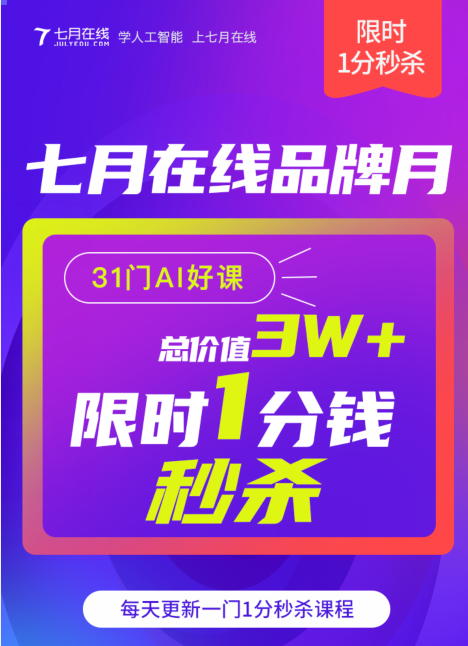 七月在线
JULYEDU.COM
学人工智能 上七月在线
限时
1分秒杀
七月在线品牌月
31门AI好课
总价值3W+
限时1分钱
秒杀
每天更新一门1分秒杀课程